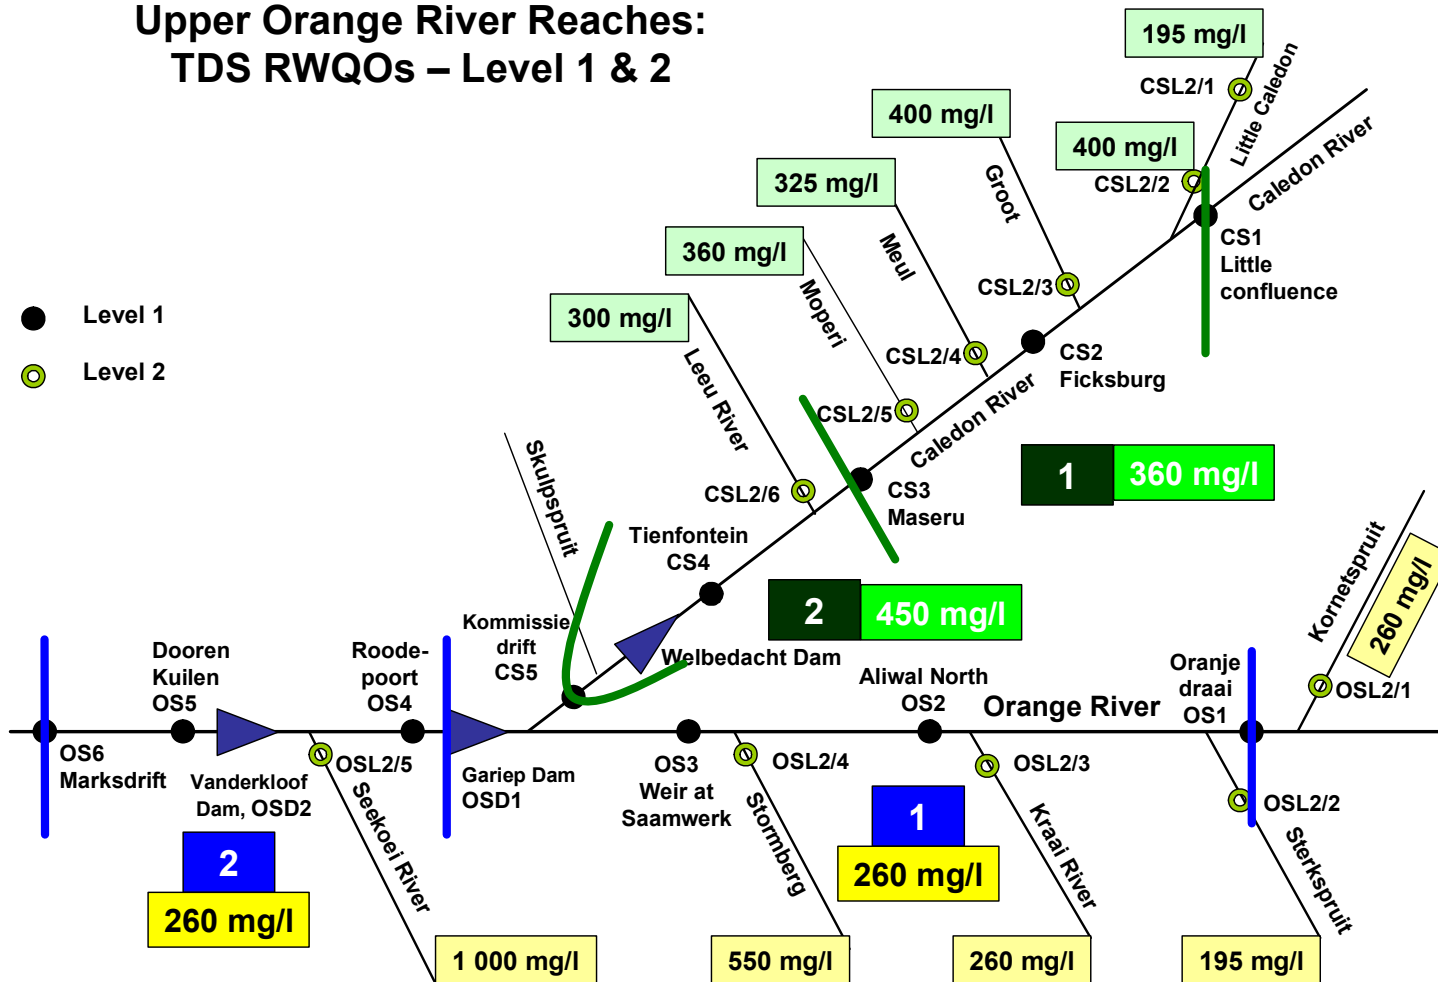 Upper Orange River Reaches:
TDS RWQOs – Level 1 & 2
Level 1
Level 2
195 mg/l
CSL2/1
Little Caledon
400 mg/l
CSL2/2
Caledon River
CS1
Little
confluence
400 mg/l
Groot
CSL2/3
325 mg/l
Meul
CSL2/4
CS2
Ficksburg
360 mg/l
Moperi
CSL2/5
Caledon River
300 mg/l
Leeu River
CSL2/6
CS3
Maseru
1
360 mg/l
Skulpspruit
Tienfontein
CS4
2
450 mg/l
Kommissie
drift
CS5
Welbedacht Dam
Kornetspruit
260 mg/l
OSL2/1
Oranje
draai
OS1
Aliwal North
OS2
Orange River
Roode-
poort
OS4
Dooren
Kuilen
OS5
OS6
Marksdrift
Vanderkloof
Dam, OSD2
OSL2/5
Seekoei River
Gariep Dam
OSD1
OS3
Weir at
Saamwerk
OSL2/4
Stormberg
OSL2/3
Kraai River
OSL2/2
Sterkspruit
2
260 mg/l
1
260 mg/l
1 000 mg/l
550 mg/l
260 mg/l
195 mg/l